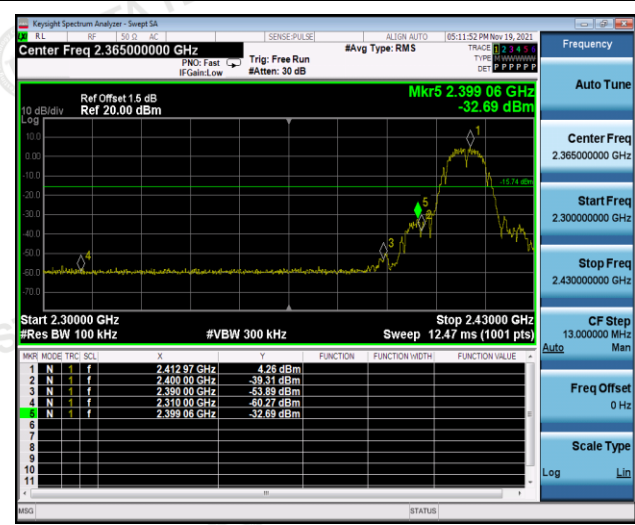 Keysight Spectrum Analyzer - Swept SA
RL RF 50 Ω AC SENSE:PULSE ALIGN AUTO 05:11:52 PM Nov 19, 2021
Center Freq 2.365000000 GHz #Avg Type: RMS TRACE 1 2 3 4 5 6
PNO: Fast Trig: Free Run TYPE M WWWWW
IFGain:Low #Atten: 30 dB DET P P P P P P
Frequency
Auto Tune
Center Freq
2.365000000 GHz
Start Freq
2.300000000 GHz
Stop Freq
2.430000000 GHz
CF Step
13.000000 MHz
Auto Man
Freq Offset
0 Hz
Scale Type
Log Lin
Mkr5 2.399 06 GHz
-32.69 dBm
Ref Offset 1.5 dB
10 dB/div Ref 20.00 dBm
Log
10.0
0.00
-10.0
-20.0
-30.0
-40.0
-50.0
-60.0
-70.0
1
-15.74 dBm
5
2
3
4
Start 2.30000 GHz Stop 2.43000 GHz
#Res BW 100 kHz #VBW 300 kHz Sweep 12.47 ms (1001 pts)
MKR MODE TRC SCL X Y FUNCTION FUNCTION WIDTH FUNCTION VALUE
1 N 1 f 2.412 97 GHz 4.26 dBm
2 N 1 f 2.400 00 GHz -39.31 dBm
3 N 1 f 2.390 00 GHz -53.89 dBm
4 N 1 f 2.310 00 GHz -60.27 dBm
5 N 1 f 2.399 06 GHz -32.69 dBm
6
7
8
9
10
11
MSG STATUS